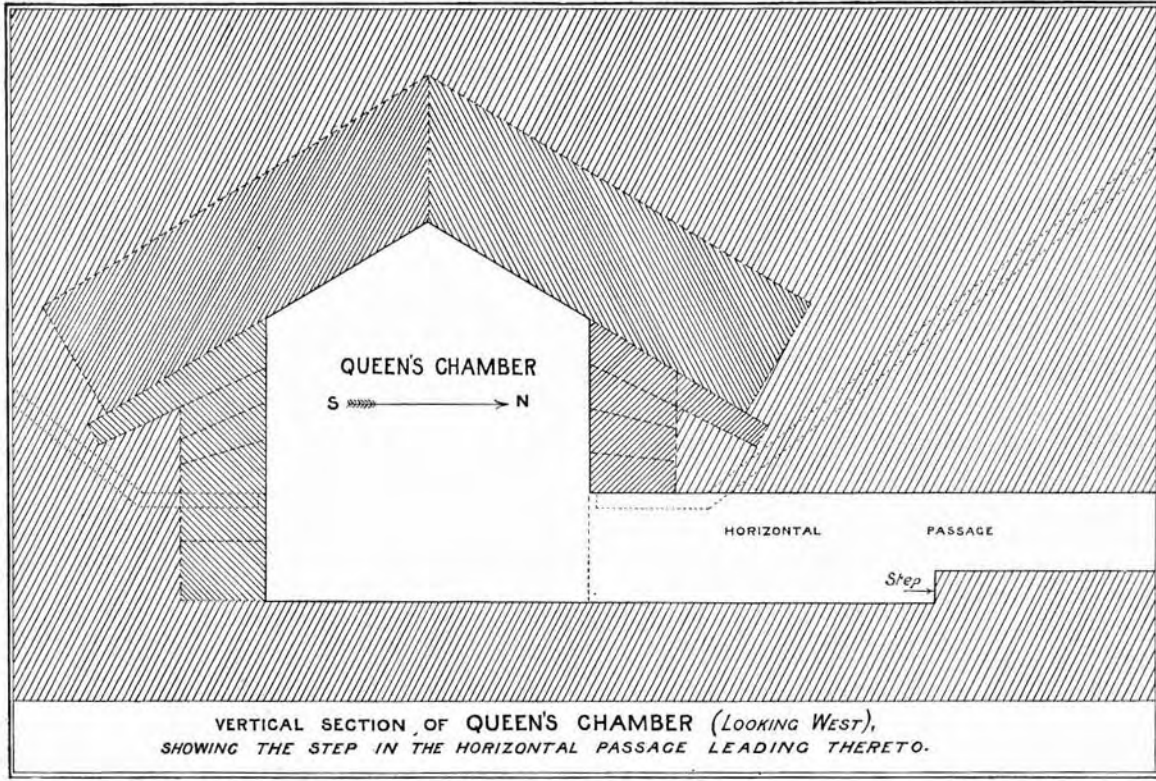 QUEEN'S CHAMBER
S N
HORIZONTAL PASSAGE
Step
VERTICAL SECTION OF QUEEN'S CHAMBER (LOOKING WEST),
SHOWING THE STEP IN THE HORIZONTAL PASSAGE LEADING THERETO.